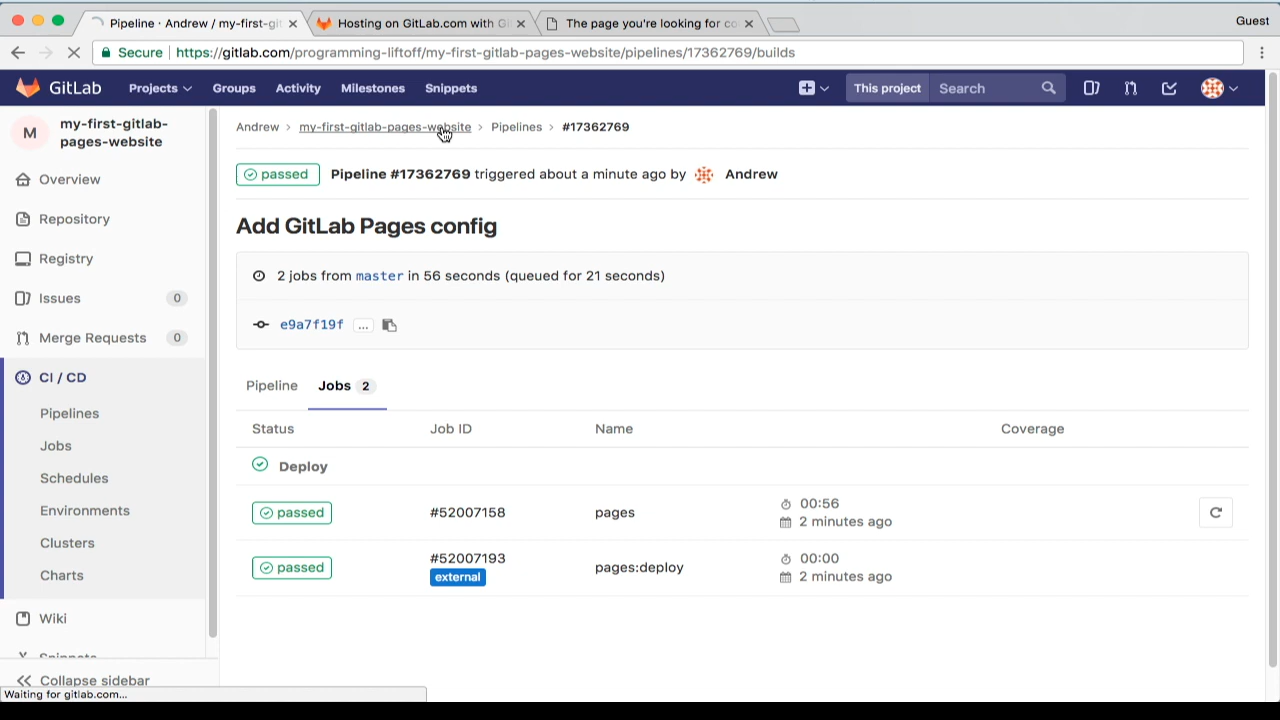 Pipeline · Andrew / my-first-gi
Hosting on GitLab.com with Gi
The page you're looking for co
Guest
Secure https://gitlab.com/programming-liftoff/my-first-gitlab-pages-website/pipelines/17362769/builds
GitLab Projects Groups Activity Milestones Snippets This project Search
M my-first-gitlab-pages-website
Andrew > my-first-gitlab-pages-website > Pipelines > #17362769
Overview
Repository
Registry
Issues 0
Merge Requests 0
CI / CD
Pipelines
Jobs
Schedules
Environments
Clusters
Charts
Wiki
Snippets
<< Collapse sidebar
passed Pipeline #17362769 triggered about a minute ago by Andrew
Add GitLab Pages config
2 jobs from master in 56 seconds (queued for 21 seconds)
e9a7f19f ...
Pipeline Jobs 2
Status Job ID Name Coverage
Deploy
passed #52007158 pages 00:56
2 minutes ago
passed #52007193 pages:deploy 00:00
external 2 minutes ago
Waiting for gitlab.com...